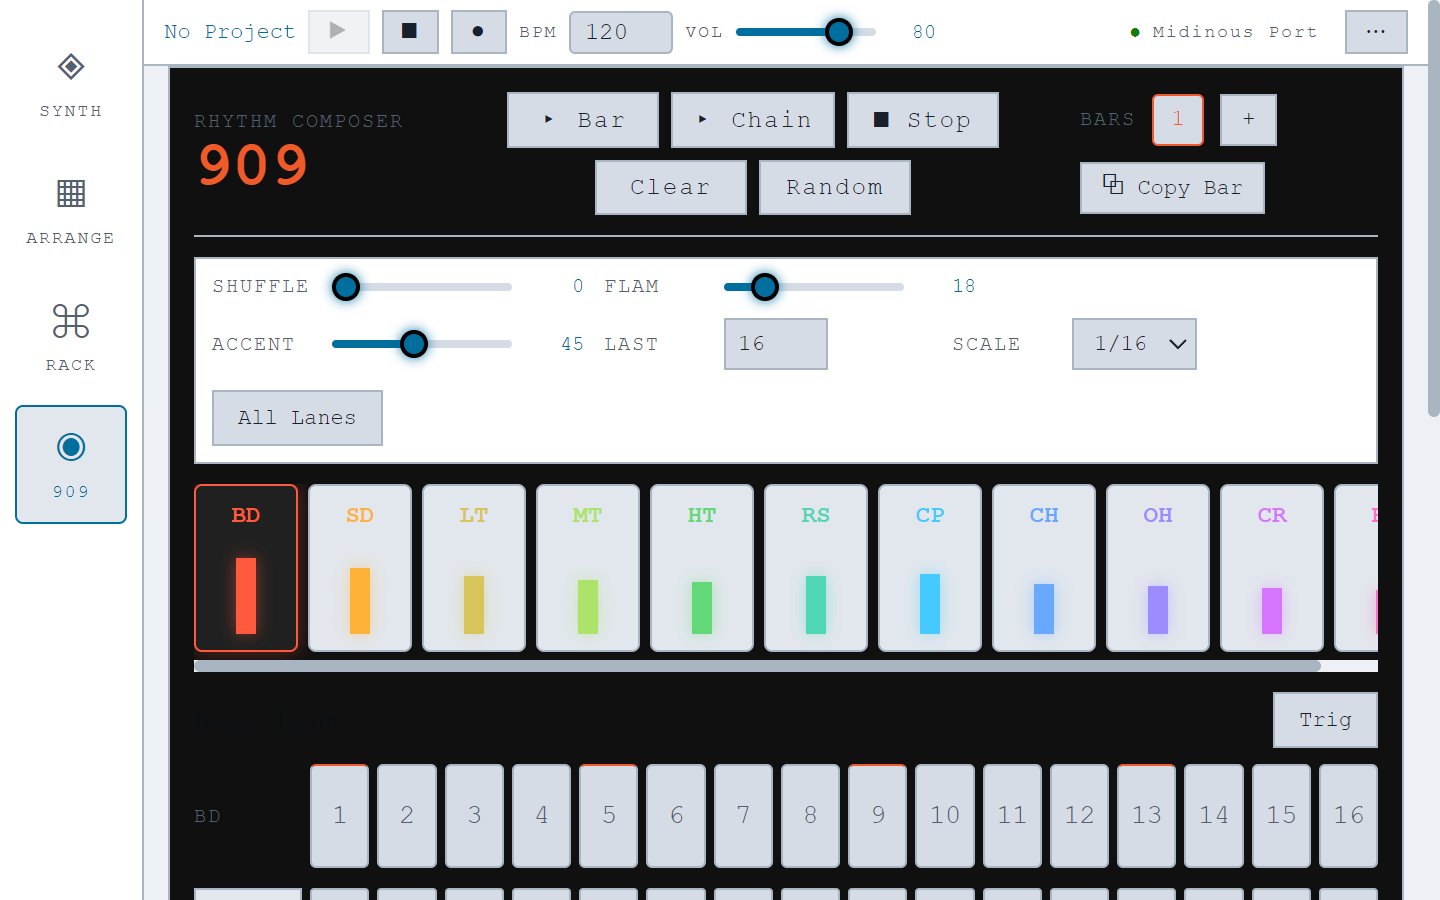 No Project
BPM 120 VOL 80
Midinous Port
...
SYNTH
ARRANGE
RACK
909
RHYTHM COMPOSER
909
Bar Chain Stop
Clear Random
BARS 1 +
Copy Bar
SHUFFLE 0 FLAM 18
ACCENT 45 LAST 16 SCALE 1/16
All Lanes
BD SD LT MT HT RS CP CH OH CR
Trig
BD 1 2 3 4 5 6 7 8 9 10 11 12 13 14 15 16